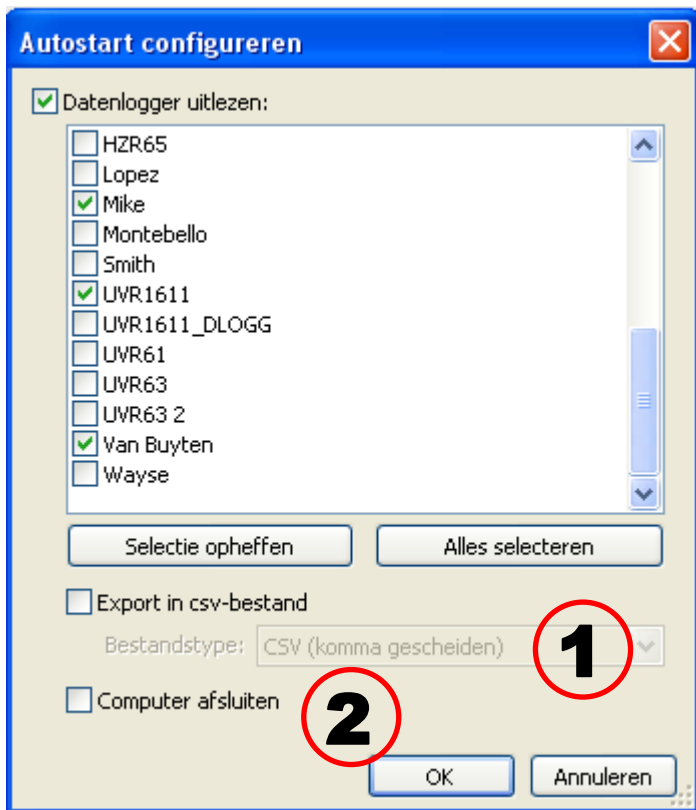 Autostart configureren
Datenlogger uitlezen:
HZR65
Lopez
Mike
Montebello
Smith
UVR1611
UVR1611_DLOGG
UVR61
UVR63
UVR63 2
Van Buyten
Wayse
Selectie opheffen Alles selecteren
Export in csv-bestand
Bestandstype: CSV (komma gescheiden) 1
Computer afsluiten 2
OK Annuleren